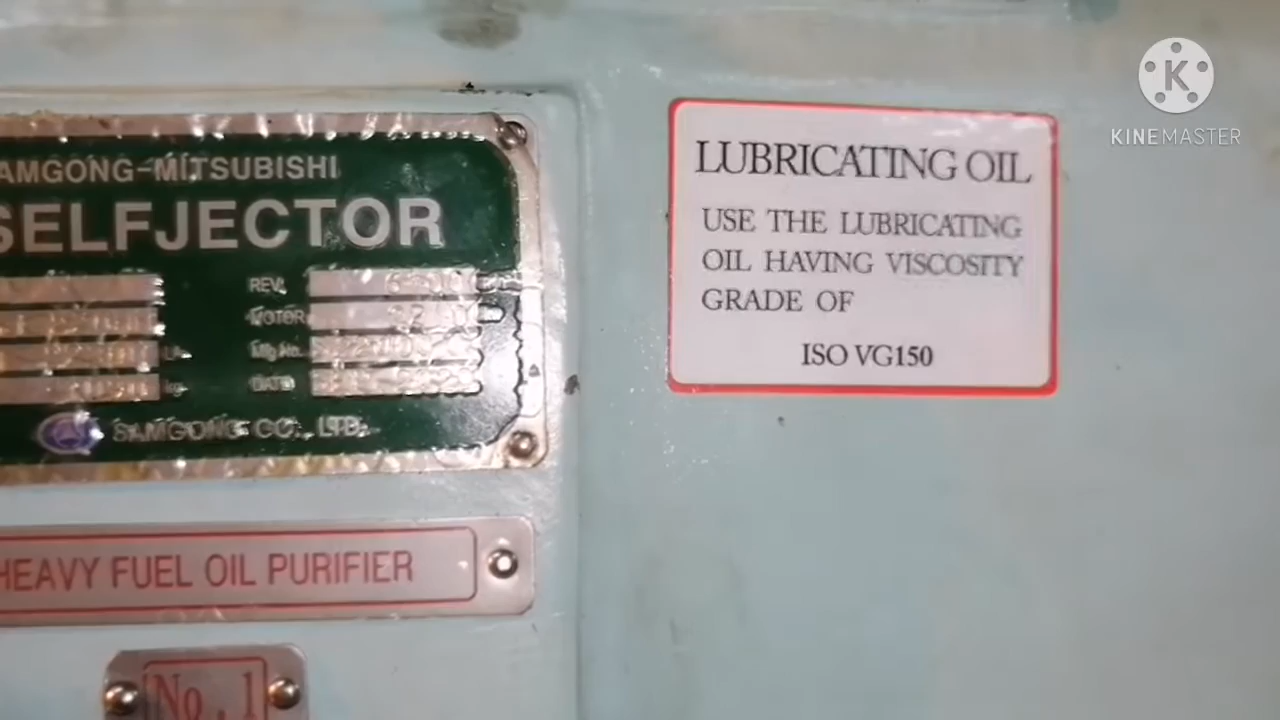 AMGONG-MITSUBISHI
SELFJECTOR
REV.
MOTOR
Mfg No.
DATE
kg
SAMGONG CO., LTD.
HEAVY FUEL OIL PURIFIER
No. 1
LUBRICATING OIL
USE THE LUBRICATING
OIL HAVING VISCOSITY
GRADE OF
ISO VG150
K
KINEMASTER